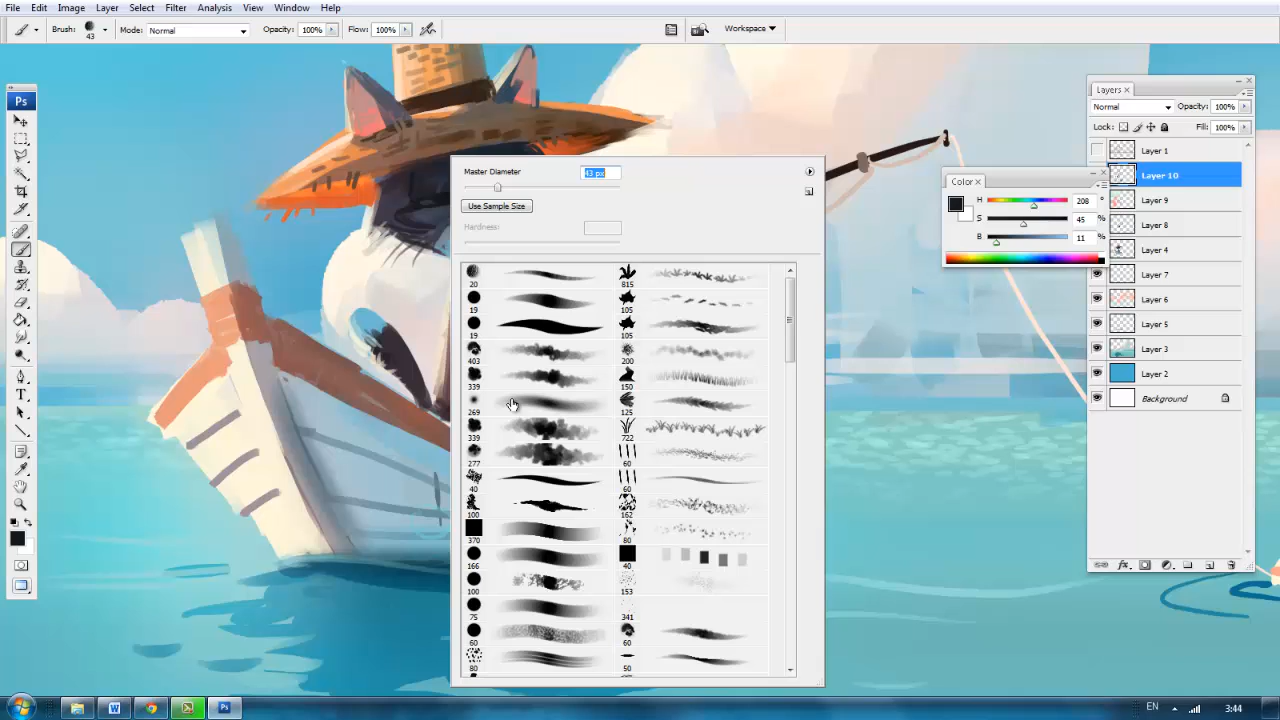 File Edit Image Layer Select Filter Analysis View Window Help
Brush: 43 Mode: Normal Opacity: 100% Flow: 100% Workspace
Ps
Master Diameter 43 px
Use Sample Size
Hardness:
20 815
19 105
19 105
403 200
339 150
269 125
339 722
277 60
40 60
100 162
370 80
166 40
100 153
75 341
60 60
80 50
Color
H 208 °
S 45 %
B 11 %
Layers
Normal Opacity: 100%
Lock: Fill: 100%
Layer 1
Layer 10
Layer 9
Layer 8
Layer 4
Layer 7
Layer 6
Layer 5
Layer 3
Layer 2
Background
W Ps EN 3:44